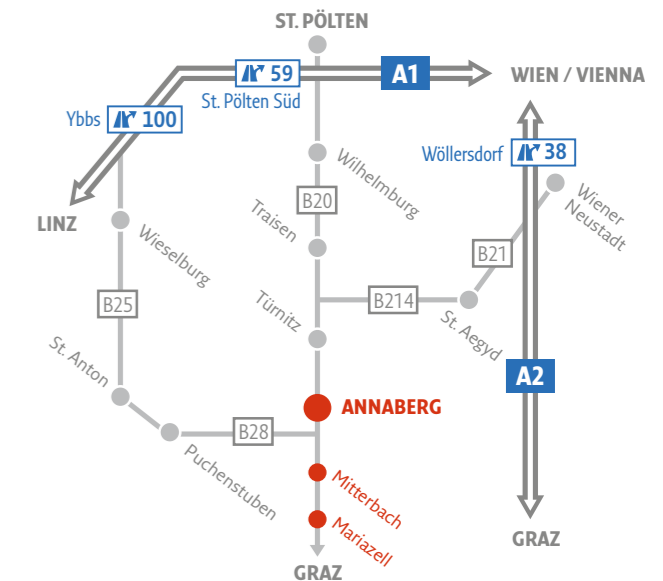 ST. PÖLTEN
59
A1
WIEN / VIENNA
St. Pölten Süd
Ybbs
100
Wöllersdorf
38
Wilhelmburg
Wiener
Neustadt
LINZ
Wieselburg
B20
Traisen
B21
B25
B214
Türnitz
St. Aegyd
St. Anton
A2
ANNABERG
B28
Puchenstuben
Mitterbach
Mariazell
GRAZ
GRAZ